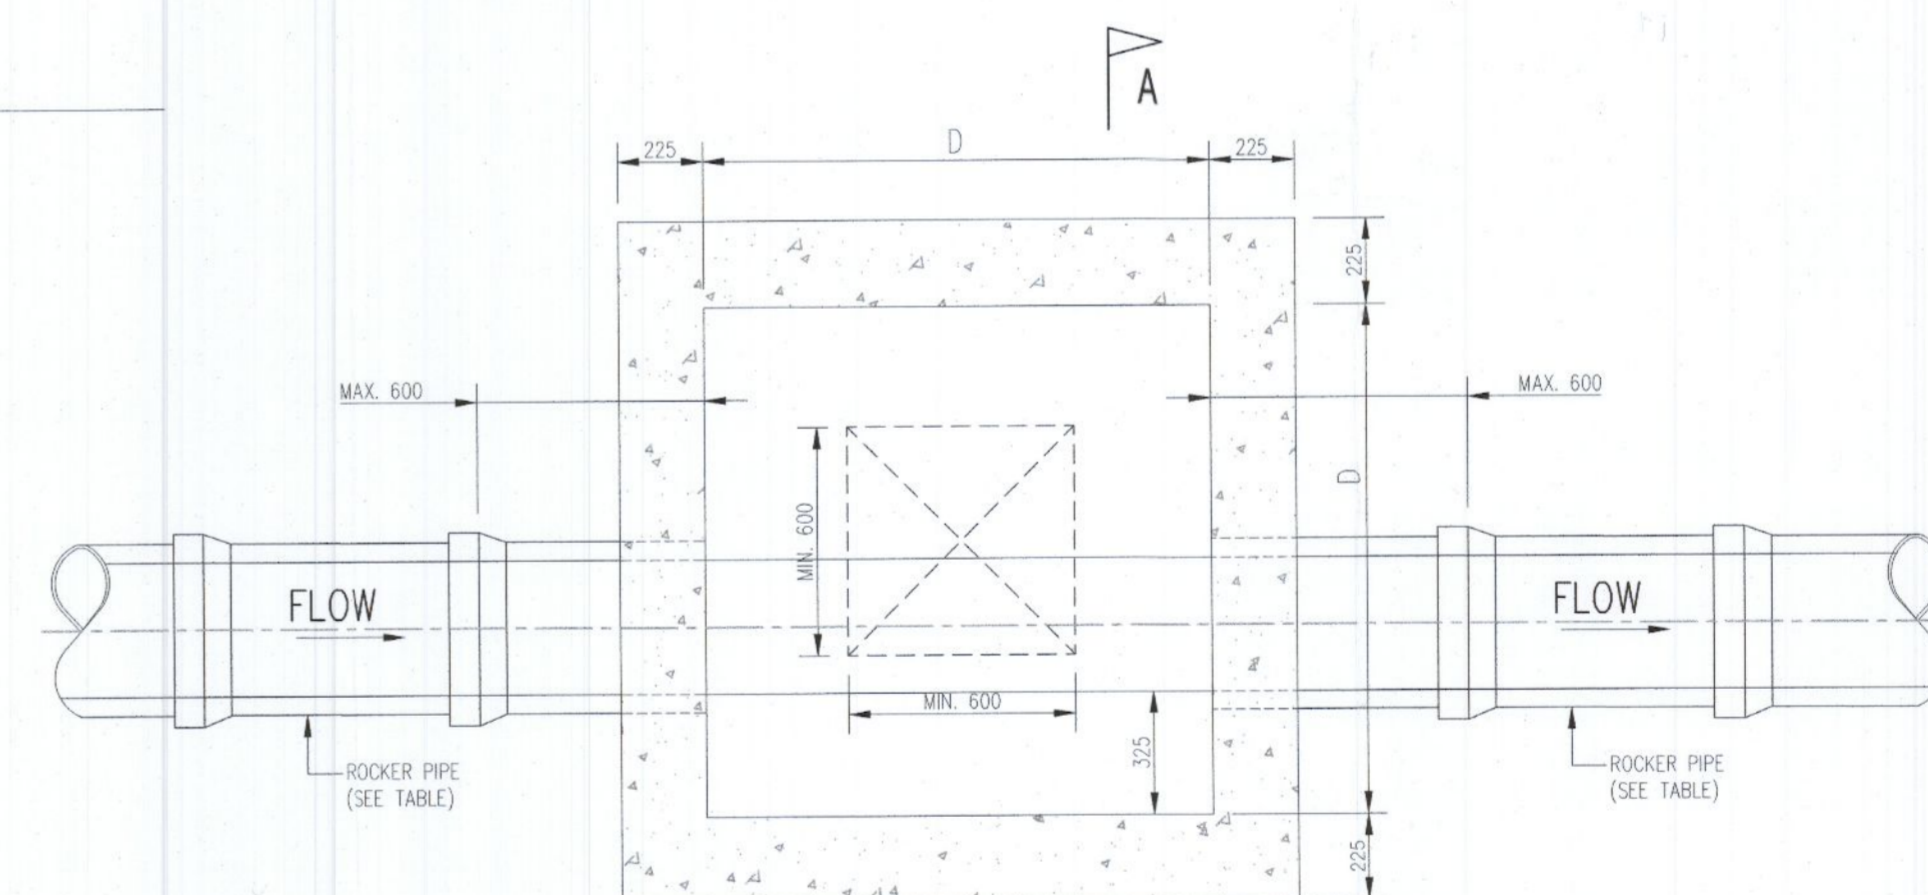 A
225
D
225
225
MAX. 600
MAX. 600
D
MIN. 600
FLOW
FLOW
MIN. 600
325
ROCKER PIPE
(SEE TABLE)
ROCKER PIPE
(SEE TABLE)
225